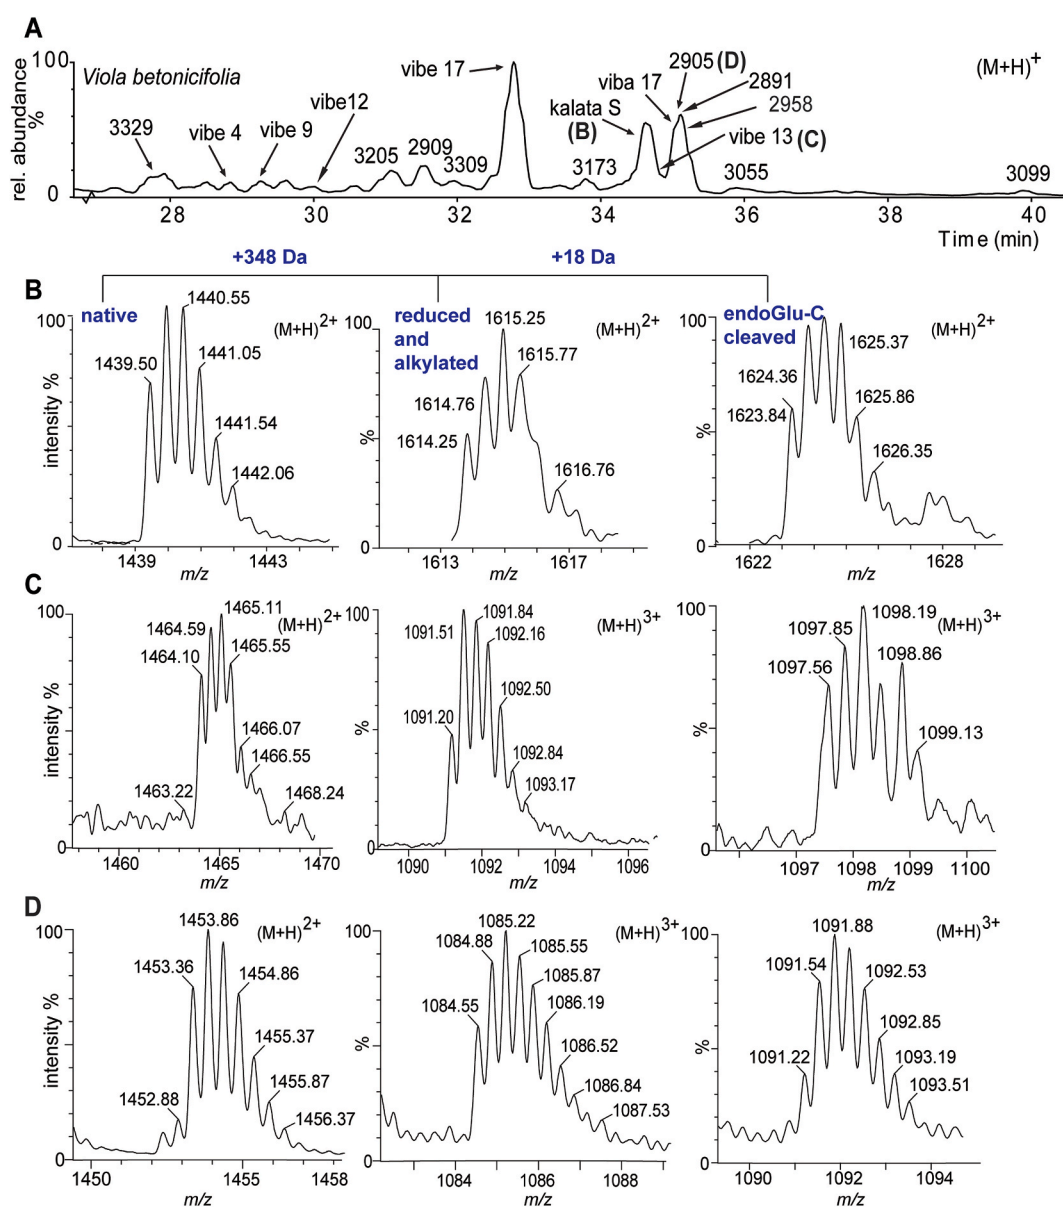 A
rel. abundance
%
100
0
Viola betonicifolia
(M+H)+
3329
vibe 4
vibe 9
vibe12
3205
2909
3309
vibe 17
3173
kalata S
(B)
viba 17
2905 (D)
2891
2958
vibe 13 (C)
3055
3099
28 30 32 34 36 38 40
Time (min)
+348 Da +18 Da
B
native
100
0
intensity %
(M+H)2+
1439.50
1440.55
1441.05
1441.54
1442.06
1439 1443
m/z
reduced
and
alkylated
100
0
%
(M+H)2+
1614.25
1614.76
1615.25
1615.77
1616.76
1613 1617
m/z
endoGlu-C
cleaved
100
0
%
(M+H)2+
1623.84
1624.36
1625.37
1625.86
1626.35
1622 1628
m/z
C
100
0
intensity %
(M+H)2+
1463.22
1464.10
1464.59
1465.11
1465.55
1466.07
1466.55
1468.24
1460 1465 1470
m/z
100
0
%
(M+H)3+
1091.20
1091.51
1091.84
1092.16
1092.50
1092.84
1093.17
1090 1092 1094 1096
m/z
100
0
%
(M+H)3+
1097.56
1097.85
1098.19
1098.86
1099.13
1097 1098 1099 1100
m/z
D
100
0
intensity %
(M+H)2+
1452.88
1453.36
1453.86
1454.86
1455.37
1455.87
1456.37
1450 1455 1458
m/z
100
0
%
(M+H)3+
1084.55
1084.88
1085.22
1085.55
1085.87
1086.19
1086.52
1086.84
1087.53
1084 1086 1088
m/z
100
0
%
(M+H)3+
1091.22
1091.54
1091.88
1092.53
1092.85
1093.19
1093.51
1090 1092 1094
m/z